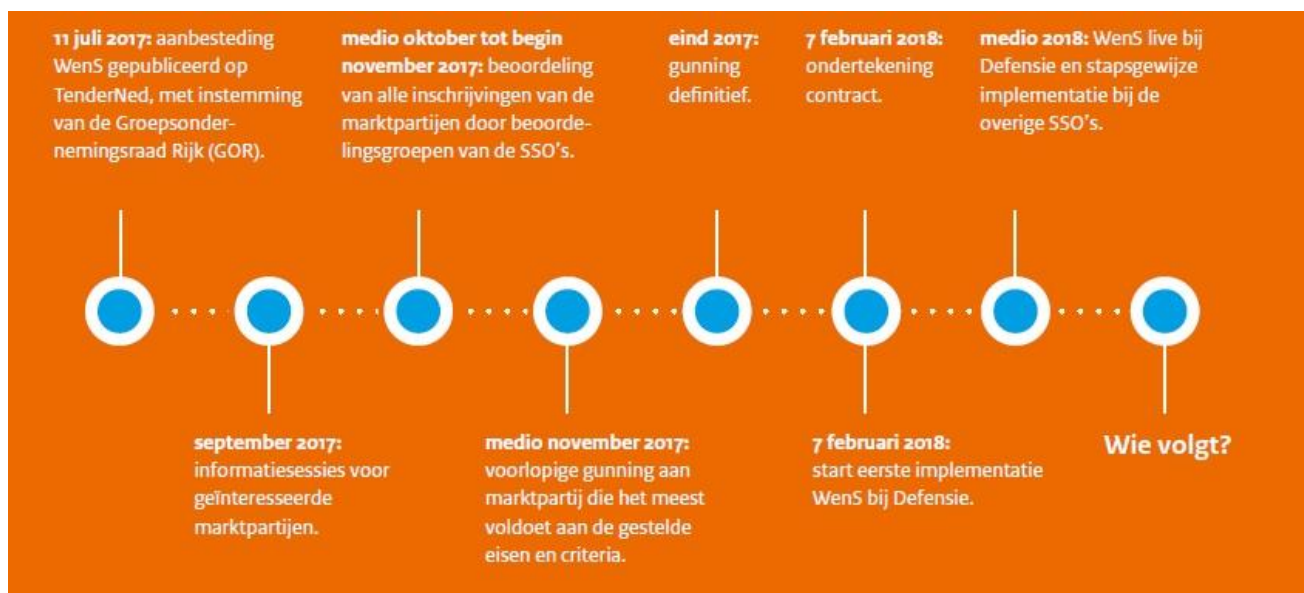 11 juli 2017: aanbesteding
WenS gepubliceerd op
TenderNed, met instemming
van de Groepsonder-
nemingsraad Rijk (GOR).
medio oktober tot begin
november 2017: beoordeling
van alle inschrijvingen van de
marktpartijen door beoorde-
lingsgroepen van de SSO's.
eind 2017:
gunning
definitief.
7 februari 2018:
ondertekening
contract.
medio 2018: WenS live bij
Defensie en stapsgewijze
implementatie bij de
overige SSO's.
september 2017:
informatiesessies voor
geïnteresseerde
marktpartijen.
medio november 2017:
voorlopige gunning aan
marktpartij die het meest
voldoet aan de gestelde
eisen en criteria.
7 februari 2018:
start eerste implementatie
WenS bij Defensie.
Wie volgt?